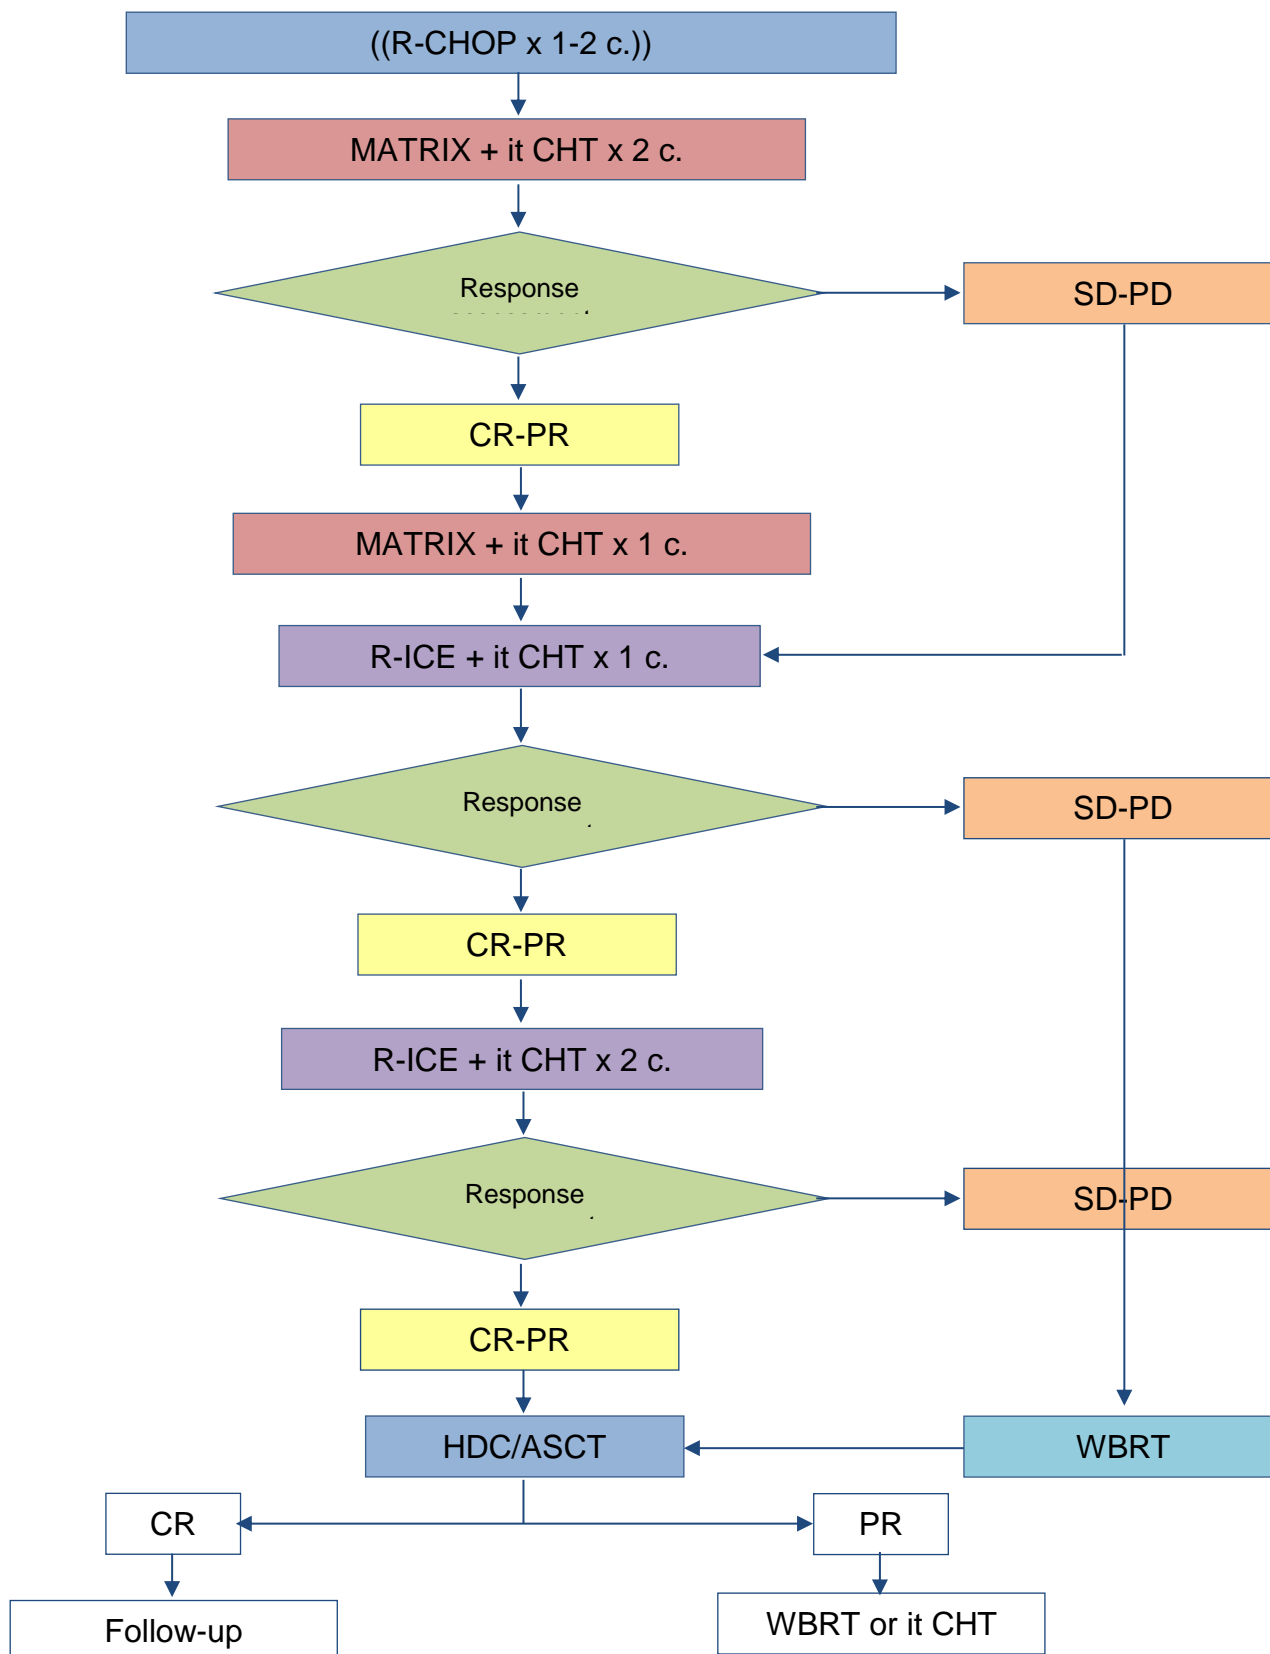 ((R-CHOP x 1-2 c.))
MATRIX + it CHT x 2 c.
Response
SD-PD
CR-PR
MATRIX + it CHT x 1 c.
R-ICE + it CHT x 1 c.
Response
SD-PD
CR-PR
R-ICE + it CHT x 2 c.
Response
SD-PD
CR-PR
HDC/ASCT
WBRT
CR
PR
Follow-up
WBRT or it CHT